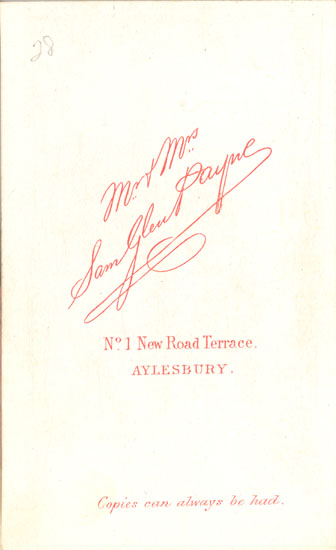 28
Mr & Mrs
Sam Glen Payne
No. 1 New Road Terrace.
AYLESBURY.
Copies can always be had.